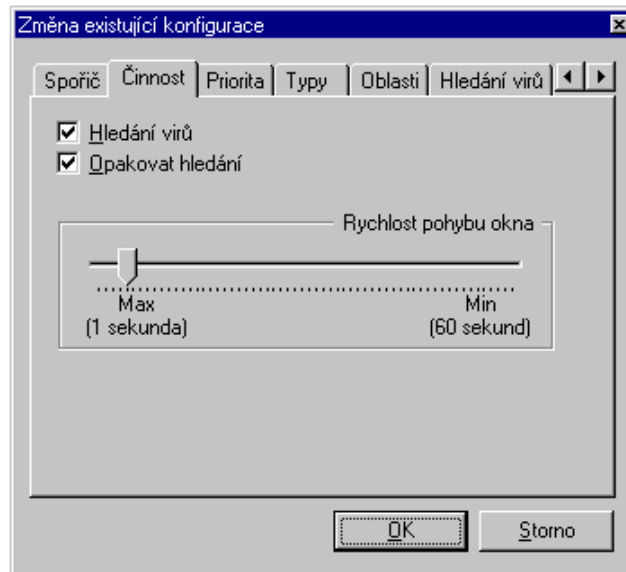 Změna existující konfigurace
Spořič Činnost Priorita Typy Oblasti Hledání virů
Hledání virů
Opakovat hledání
Rychlost pohybu okna
Max Min
(1 sekunda) (60 sekund)
OK Storno